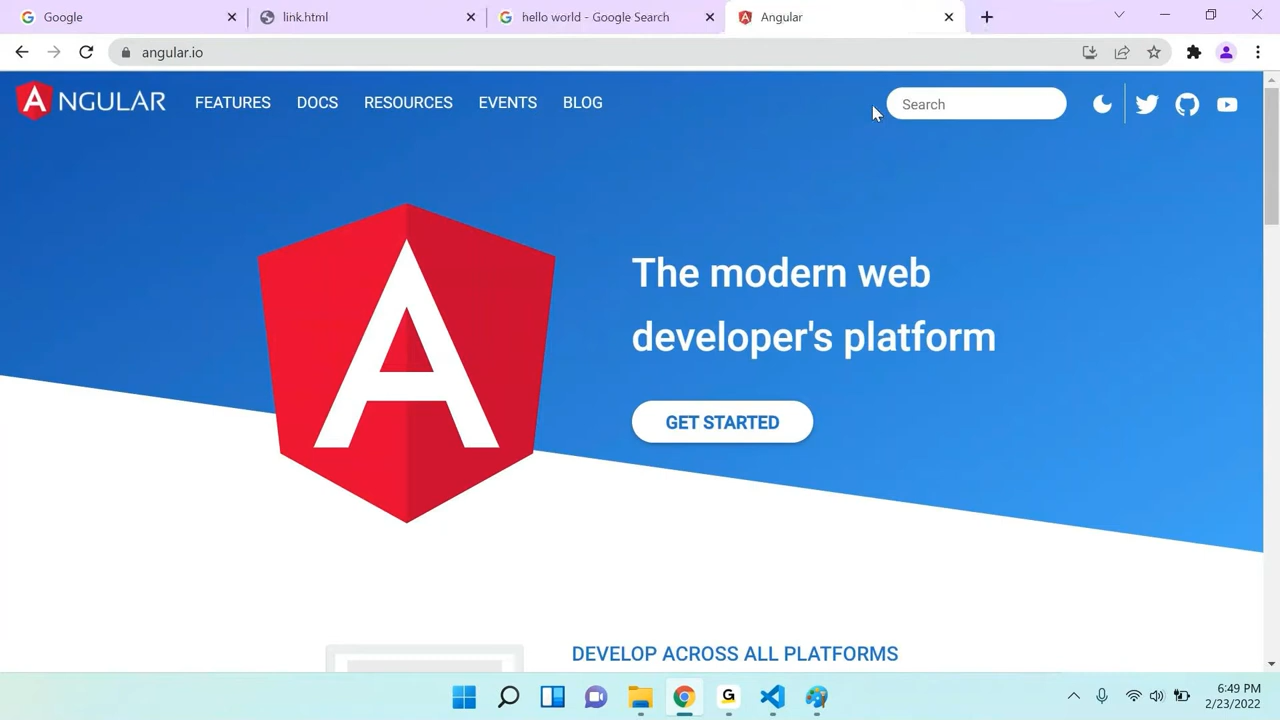 Google
link.html
hello world - Google Search
Angular
angular.io
ANGULAR
FEATURES
DOCS
RESOURCES
EVENTS
BLOG
Search
A
The modern web
developer's platform
GET STARTED
DEVELOP ACROSS ALL PLATFORMS
G
6:49 PM
2/23/2022